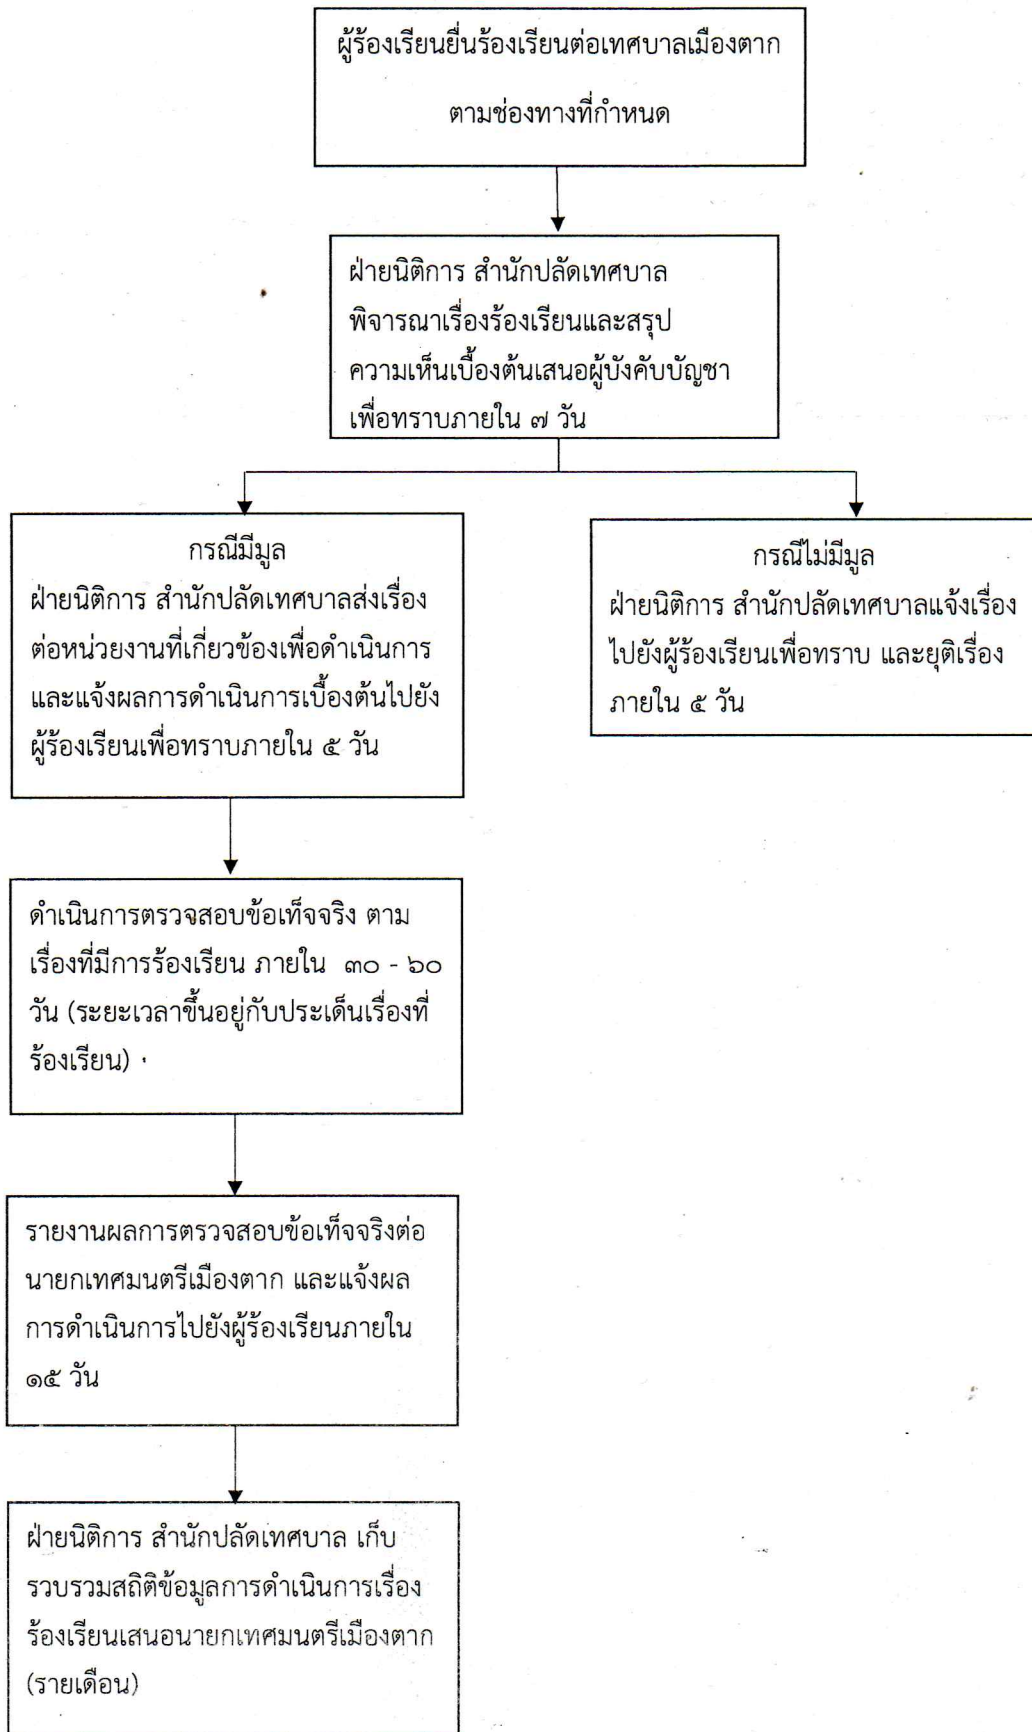 ผู้ร้องเรียนยื่นร้องเรียนต่อเทศบาลเมืองตาก
ตามช่องทางที่กำหนด
ฝ่ายนิติการ สำนักปลัดเทศบาล
พิจารณาเรื่องร้องเรียนและสรุป
ความเห็นเบื้องต้นเสนอผู้บังคับบัญชา
เพื่อทราบภายใน ๗ วัน
กรณีมีมูล
ฝ่ายนิติการ สำนักปลัดเทศบาลส่งเรื่อง
ต่อหน่วยงานที่เกี่ยวข้องเพื่อดำเนินการ
และแจ้งผลการดำเนินการเบื้องต้นไปยัง
ผู้ร้องเรียนเพื่อทราบภายใน ๕ วัน
กรณีไม่มีมูล
ฝ่ายนิติการ สำนักปลัดเทศบาลแจ้งเรื่อง
ไปยังผู้ร้องเรียนเพื่อทราบ และยุติเรื่อง
ภายใน ๕ วัน
ดำเนินการตรวจสอบข้อเท็จจริง ตาม
เรื่องที่มีการร้องเรียน ภายใน ๓๐ - ๖๐
วัน (ระยะเวลาขึ้นอยู่กับประเด็นเรื่องที่
ร้องเรียน)
รายงานผลการตรวจสอบข้อเท็จจริงต่อ
นายกเทศมนตรีเมืองตาก และแจ้งผล
การดำเนินการไปยังผู้ร้องเรียนภายใน
๑๕ วัน
ฝ่ายนิติการ สำนักปลัดเทศบาล เก็บ
รวบรวมสถิติข้อมูลการดำเนินการเรื่อง
ร้องเรียนเสนอนายกเทศมนตรีเมืองตาก
(รายเดือน)